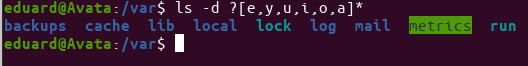 eduard@Avata:/var$ ls -d ?[e,y,u,i,o,a]*
backups  cache  lib  local  lock  log  mail  metrics  run
eduard@Avata:/var$